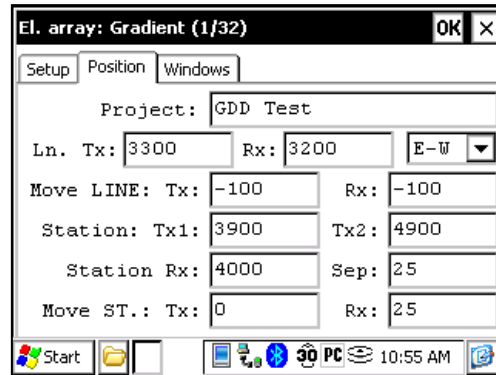 El. array: Gradient (1/32) OK ×
Setup Position Windows
Project: GDD Test
Ln. Tx: 3300 Rx: 3200 E-W
Move LINE: Tx: -100 Rx: -100
Station: Tx1: 3900 Tx2: 4900
Station Rx: 4000 Sep: 25
Move ST.: Tx: 0 Rx: 25
Start 30 PC 10:55 AM